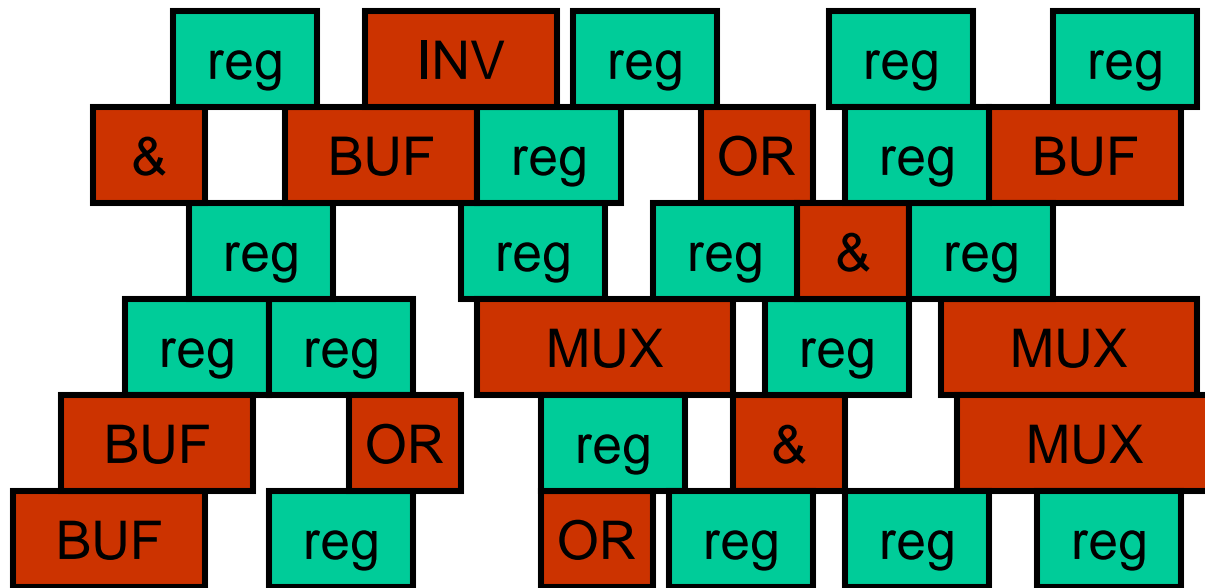 reg INV reg reg reg
& BUF reg OR reg BUF
reg reg reg & reg
reg reg MUX reg MUX
BUF OR reg & MUX
BUF reg OR reg reg reg